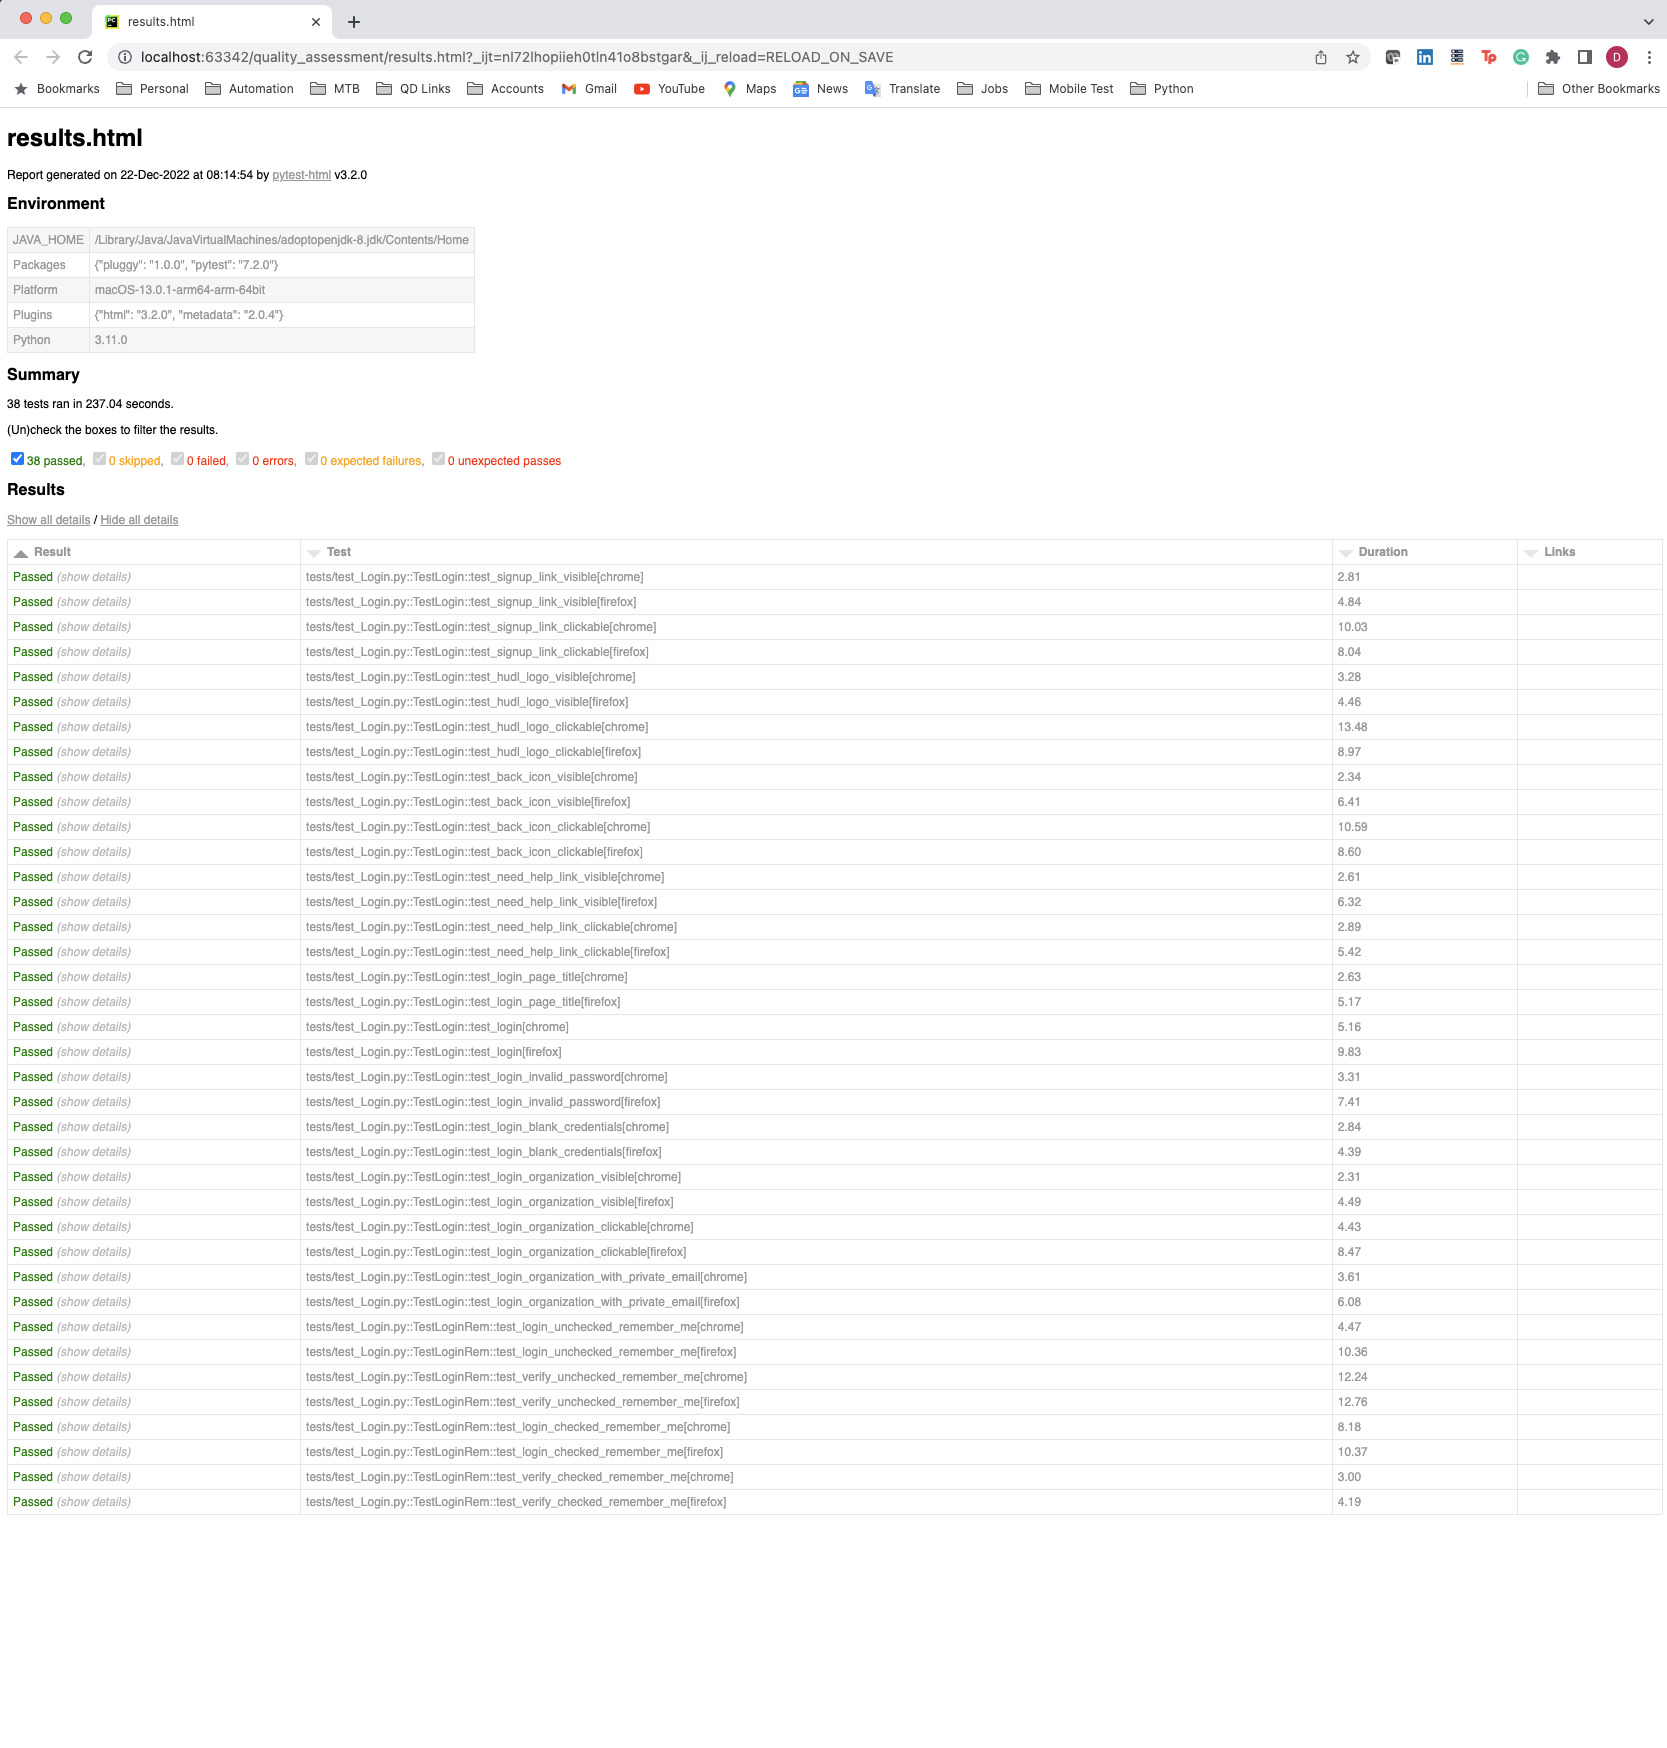 results.html
localhost:63342/quality_assessment/results.html?_ijt=nl72lhopiieh0tln41o8bstgar&_ij_reload=RELOAD_ON_SAVE
Bookmarks Personal Automation MTB QD Links Accounts Gmail YouTube Maps News Translate Jobs Mobile Test Python Other Bookmarks
results.html
Report generated on 22-Dec-2022 at 08:14:54 by pytest-html v3.2.0
Environment
JAVA_HOME /Library/Java/JavaVirtualMachines/adoptopenjdk-8.jdk/Contents/Home
Packages {"pluggy": "1.0.0", "pytest": "7.2.0"}
Platform macOS-13.0.1-arm64-arm-64bit
Plugins {"html": "3.2.0", "metadata": "2.0.4"}
Python 3.11.0
Summary
38 tests ran in 237.04 seconds.
(Un)check the boxes to filter the results.
38 passed, 0 skipped, 0 failed, 0 errors, 0 expected failures, 0 unexpected passes
Results
Show all details / Hide all details
Result Test Duration Links
Passed (show details) tests/test_Login.py::TestLogin::test_signup_link_visible[chrome] 2.81
Passed (show details) tests/test_Login.py::TestLogin::test_signup_link_visible[firefox] 4.84
Passed (show details) tests/test_Login.py::TestLogin::test_signup_link_clickable[chrome] 10.03
Passed (show details) tests/test_Login.py::TestLogin::test_signup_link_clickable[firefox] 8.04
Passed (show details) tests/test_Login.py::TestLogin::test_hudl_logo_visible[chrome] 3.28
Passed (show details) tests/test_Login.py::TestLogin::test_hudl_logo_visible[firefox] 4.46
Passed (show details) tests/test_Login.py::TestLogin::test_hudl_logo_clickable[chrome] 13.48
Passed (show details) tests/test_Login.py::TestLogin::test_hudl_logo_clickable[firefox] 8.97
Passed (show details) tests/test_Login.py::TestLogin::test_back_icon_visible[chrome] 2.34
Passed (show details) tests/test_Login.py::TestLogin::test_back_icon_visible[firefox] 6.41
Passed (show details) tests/test_Login.py::TestLogin::test_back_icon_clickable[chrome] 10.59
Passed (show details) tests/test_Login.py::TestLogin::test_back_icon_clickable[firefox] 8.60
Passed (show details) tests/test_Login.py::TestLogin::test_need_help_link_visible[chrome] 2.61
Passed (show details) tests/test_Login.py::TestLogin::test_need_help_link_visible[firefox] 6.32
Passed (show details) tests/test_Login.py::TestLogin::test_need_help_link_clickable[chrome] 2.89
Passed (show details) tests/test_Login.py::TestLogin::test_need_help_link_clickable[firefox] 5.42
Passed (show details) tests/test_Login.py::TestLogin::test_login_page_title[chrome] 2.63
Passed (show details) tests/test_Login.py::TestLogin::test_login_page_title[firefox] 5.17
Passed (show details) tests/test_Login.py::TestLogin::test_login[chrome] 5.16
Passed (show details) tests/test_Login.py::TestLogin::test_login[firefox] 9.83
Passed (show details) tests/test_Login.py::TestLogin::test_login_invalid_password[chrome] 3.31
Passed (show details) tests/test_Login.py::TestLogin::test_login_invalid_password[firefox] 7.41
Passed (show details) tests/test_Login.py::TestLogin::test_login_blank_credentials[chrome] 2.84
Passed (show details) tests/test_Login.py::TestLogin::test_login_blank_credentials[firefox] 4.39
Passed (show details) tests/test_Login.py::TestLogin::test_login_organization_visible[chrome] 2.31
Passed (show details) tests/test_Login.py::TestLogin::test_login_organization_visible[firefox] 4.49
Passed (show details) tests/test_Login.py::TestLogin::test_login_organization_clickable[chrome] 4.43
Passed (show details) tests/test_Login.py::TestLogin::test_login_organization_clickable[firefox] 8.47
Passed (show details) tests/test_Login.py::TestLogin::test_login_organization_with_private_email[chrome] 3.61
Passed (show details) tests/test_Login.py::TestLogin::test_login_organization_with_private_email[firefox] 6.08
Passed (show details) tests/test_Login.py::TestLoginRem::test_login_unchecked_remember_me[chrome] 4.47
Passed (show details) tests/test_Login.py::TestLoginRem::test_login_unchecked_remember_me[firefox] 10.36
Passed (show details) tests/test_Login.py::TestLoginRem::test_verify_unchecked_remember_me[chrome] 12.24
Passed (show details) tests/test_Login.py::TestLoginRem::test_verify_unchecked_remember_me[firefox] 12.76
Passed (show details) tests/test_Login.py::TestLoginRem::test_login_checked_remember_me[chrome] 8.18
Passed (show details) tests/test_Login.py::TestLoginRem::test_login_checked_remember_me[firefox] 10.37
Passed (show details) tests/test_Login.py::TestLoginRem::test_verify_checked_remember_me[chrome] 3.00
Passed (show details) tests/test_Login.py::TestLoginRem::test_verify_checked_remember_me[firefox] 4.19